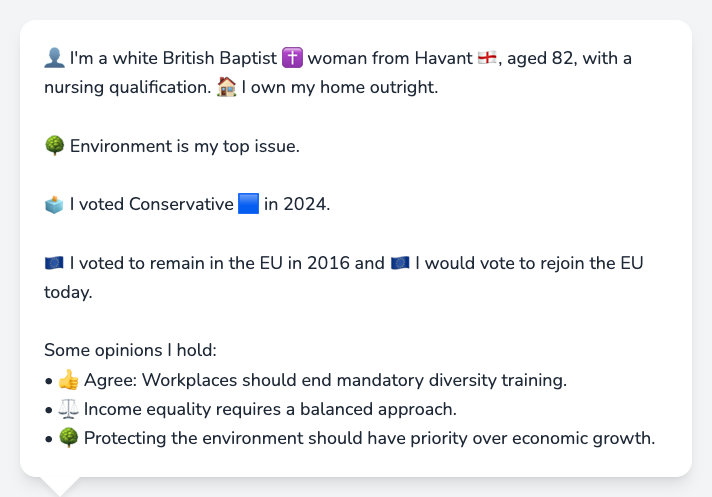 👤 I'm a white British Baptist ✝️ woman from Havant 🏴󠁧󠁢󠁥󠁮󠁧󠁿, aged 82, with a
nursing qualification. 🏠 I own my home outright.
🌳 Environment is my top issue.
🗳️ I voted Conservative 🟦 in 2024.
🇪🇺 I voted to remain in the EU in 2016 and 🇪🇺 I would vote to rejoin the EU
today.
Some opinions I hold:
• 👍 Agree: Workplaces should end mandatory diversity training.
• ⚖️ Income equality requires a balanced approach.
• 🌳 Protecting the environment should have priority over economic growth.